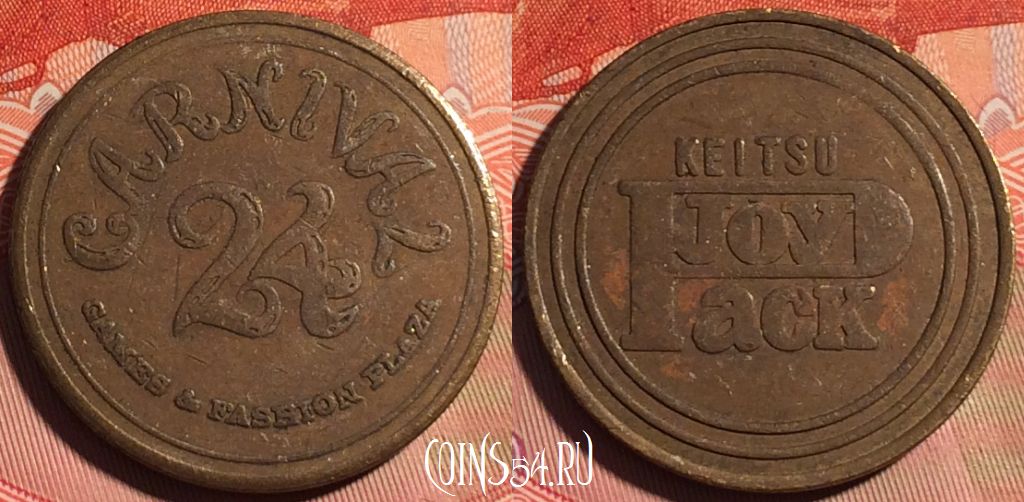 CARNIVAL
24
GAMES & FASHION PLAZA
KEITSU
JOY
Pack
COINS54.RU